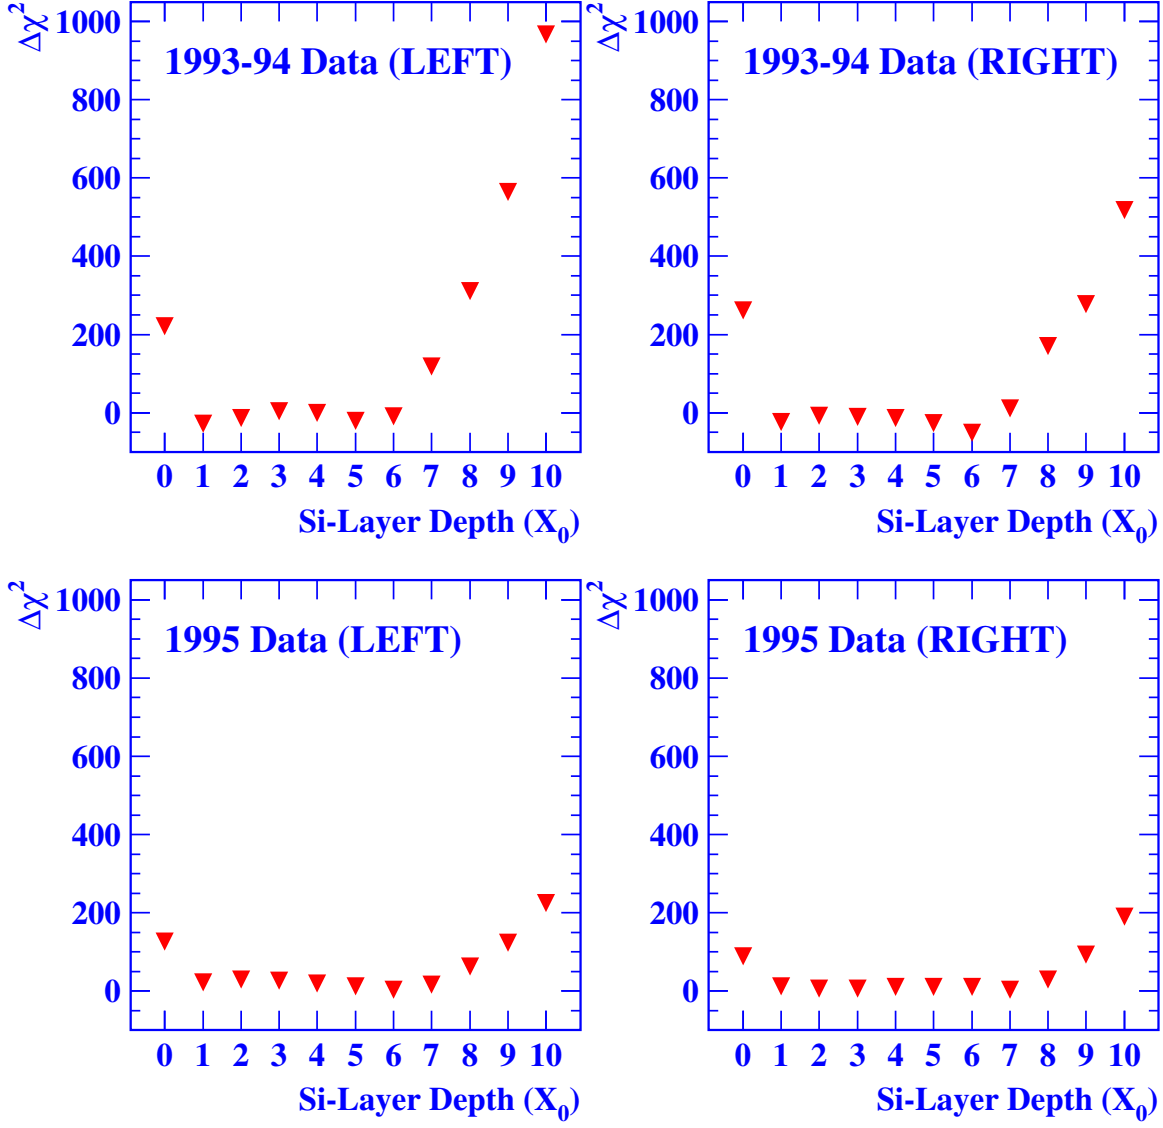 Δχ²
1000
800
600
400
200
0
1993-94 Data (LEFT)
0 1 2 3 4 5 6 7 8 9 10
Si-Layer Depth (X₀)
Δχ²
1000
800
600
400
200
0
1993-94 Data (RIGHT)
0 1 2 3 4 5 6 7 8 9 10
Si-Layer Depth (X₀)
Δχ²
1000
800
600
400
200
0
1995 Data (LEFT)
0 1 2 3 4 5 6 7 8 9 10
Si-Layer Depth (X₀)
Δχ²
1000
800
600
400
200
0
1995 Data (RIGHT)
0 1 2 3 4 5 6 7 8 9 10
Si-Layer Depth (X₀)